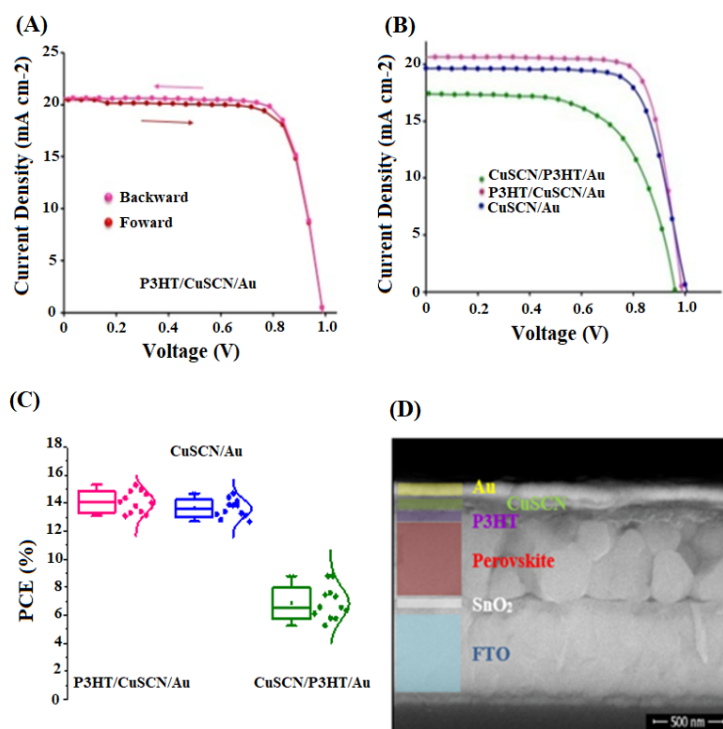 (A)
25
20
15
10
5
0
0
0.2
0.4
0.6
0.8
1.0
Current Density (mA cm-2)
Voltage (V)
Backward
Foward
P3HT/CuSCN/Au
(B)
20
15
10
5
0
0
0.2
0.4
0.6
0.8
1.0
Current Density (mA cm-2)
Voltage (V)
CuSCN/P3HT/Au
P3HT/CuSCN/Au
CuSCN/Au
(C)
18
16
14
12
10
8
6
4
2
0
PCE (%)
CuSCN/Au
P3HT/CuSCN/Au
CuSCN/P3HT/Au
(D)
Au
CuSCN
P3HT
Perovskite
SnO₂
FTO
500 nm